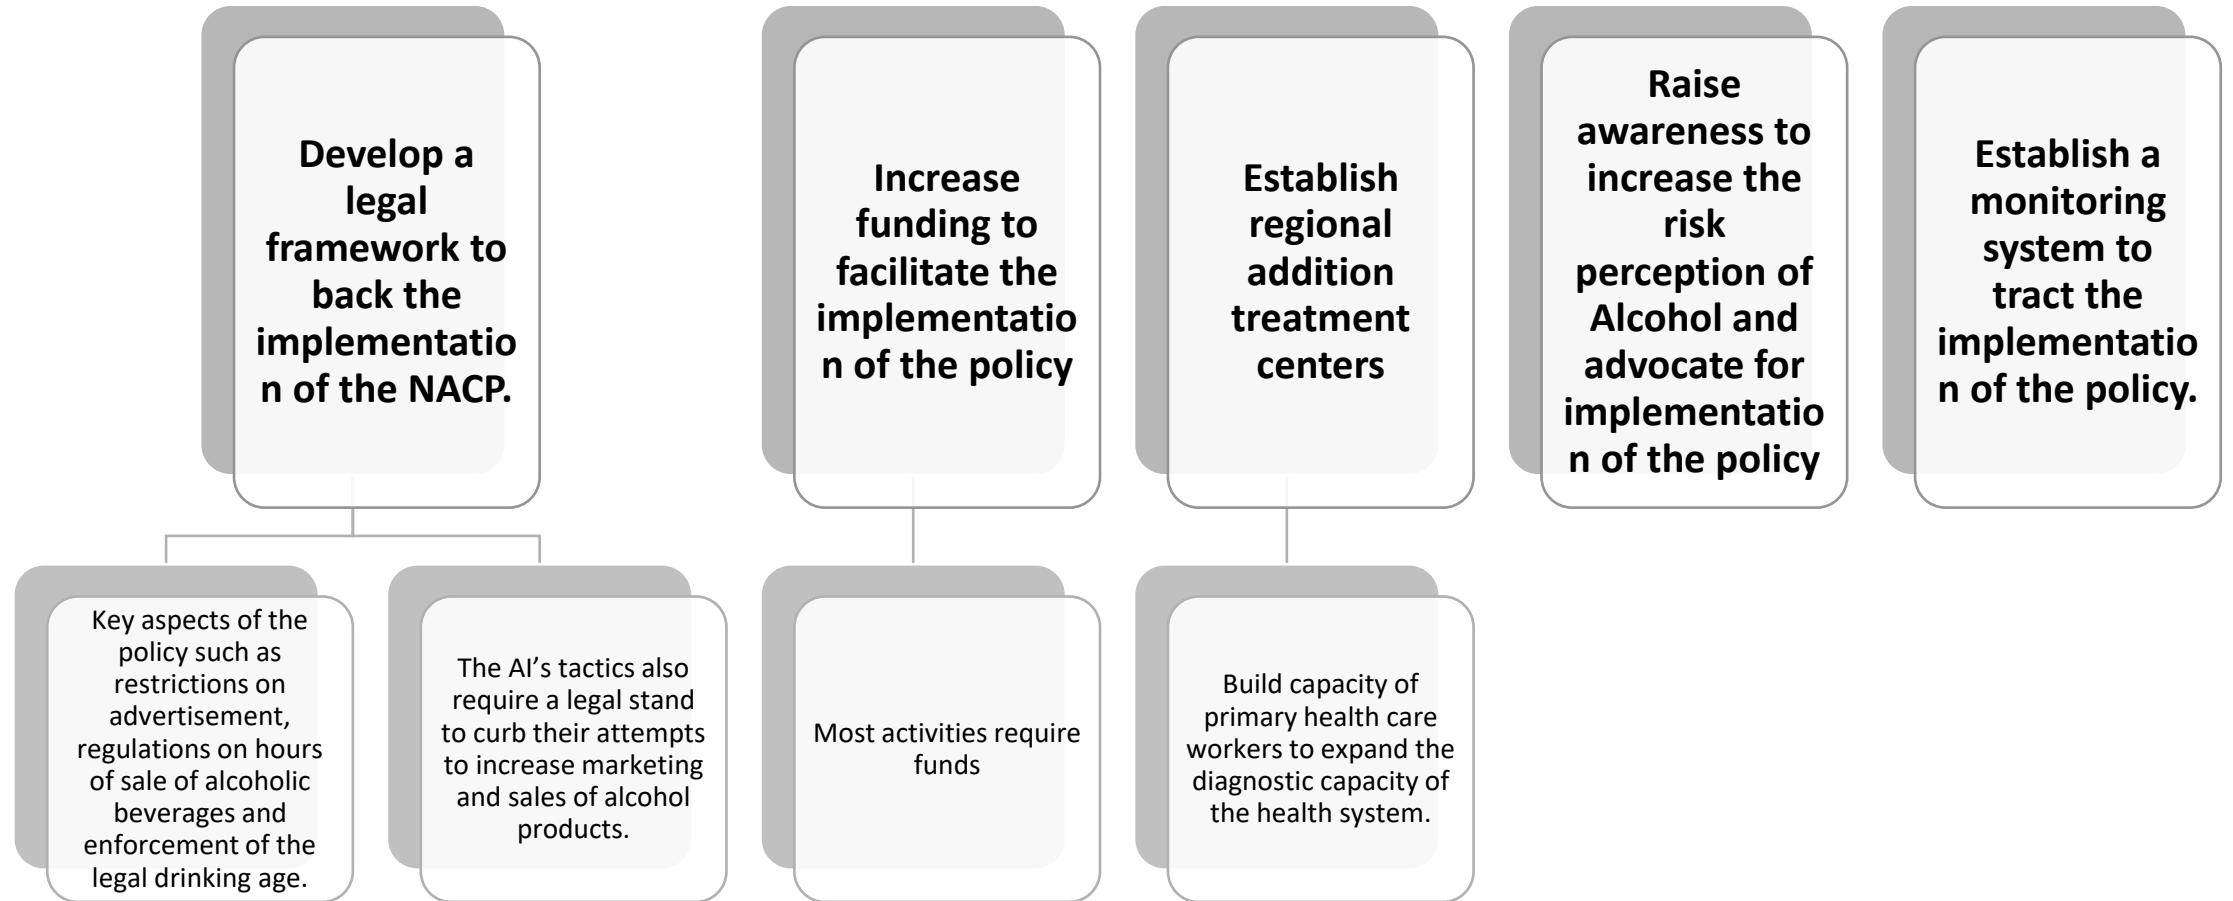 Develop a
legal
framework to
back the
implementatio
n of the NACP.
Increase
funding to
facilitate the
implementatio
n of the policy
Establish
regional
addition
treatment
centers
Raise
awareness to
increase the
risk
perception of
Alcohol and
advocate for
implementatio
n of the policy
Establish a
monitoring
system to
tract the
implementatio
n of the policy.
Key aspects of the
policy such as
restrictions on
advertisement,
regulations on hours
of sale of alcoholic
beverages and
enforcement of the
legal drinking age.
The AI’s tactics also
require a legal stand
to curb their attempts
to increase marketing
and sales of alcohol
products.
Most activities require
funds
Build capacity of
primary health care
workers to expand the
diagnostic capacity of
the health system.